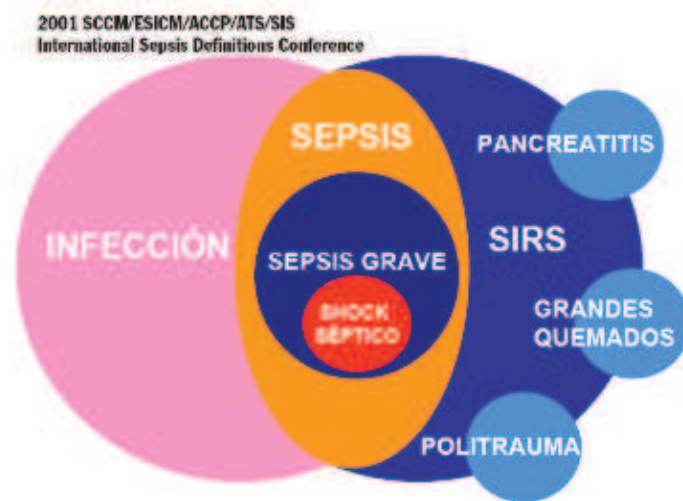 2001 SCCM/ESICM/ACCP/ATS/SIS
International Sepsis Definitions Conference
SEPSIS
PANCREATITIS
INFECCIÓN
SIRS
SEPSIS GRAVE
SHOCK
SÉPTICO
GRANDES
QUEMADOS
POLITRAUMA